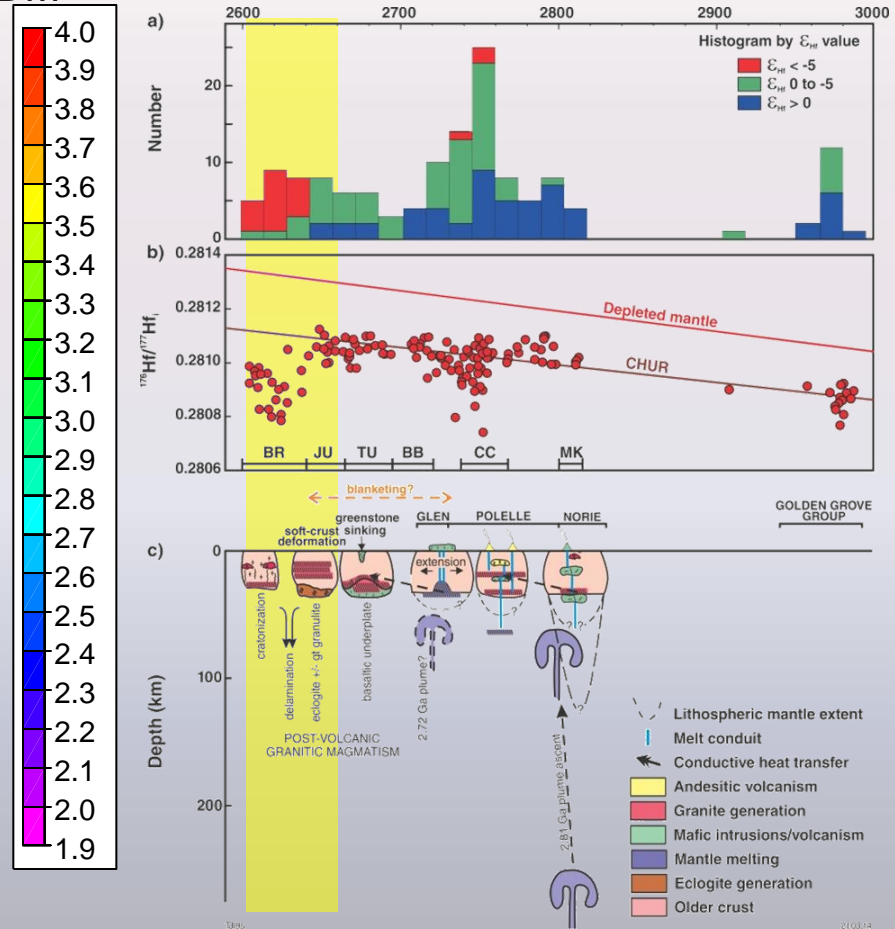 4.0
3.9
3.8
3.7
3.6
3.5
3.4
3.3
3.2
3.1
3.0
2.9
2.8
2.7
2.6
2.5
2.4
2.3
2.2
2.1
2.0
1.9
2600 2700 2800 2900 3000
a)
Histogram by εHf value
εHf < -5
εHf 0 to -5
εHf > 0
Number
20
10
0
b)
0.2814
0.2812
0.2810
0.2808
0.2806
¹⁷⁶Hf/¹⁷⁷Hfᵢ
Depleted mantle
CHUR
BR JU TU BB CC MK
blanketing?
GLEN POLELLE NORIE
GOLDEN GROVE
GROUP
greenstone
sinking
soft-crust
deformation
c)
0
100
200
Depth (km)
extension
? ? ? ? ?
cratonization
delamination
eclogite +/- gt granulite
basaltic underplate
2.72 Ga plume?
2.81 Ga plume ascent
POST-VOLCANIC
GRANITIC MAGMATISM
Lithospheric mantle extent
Melt conduit
Conductive heat transfer
Andesitic volcanism
Granite generation
Mafic intrusions/volcanism
Mantle melting
Eclogite generation
Older crust